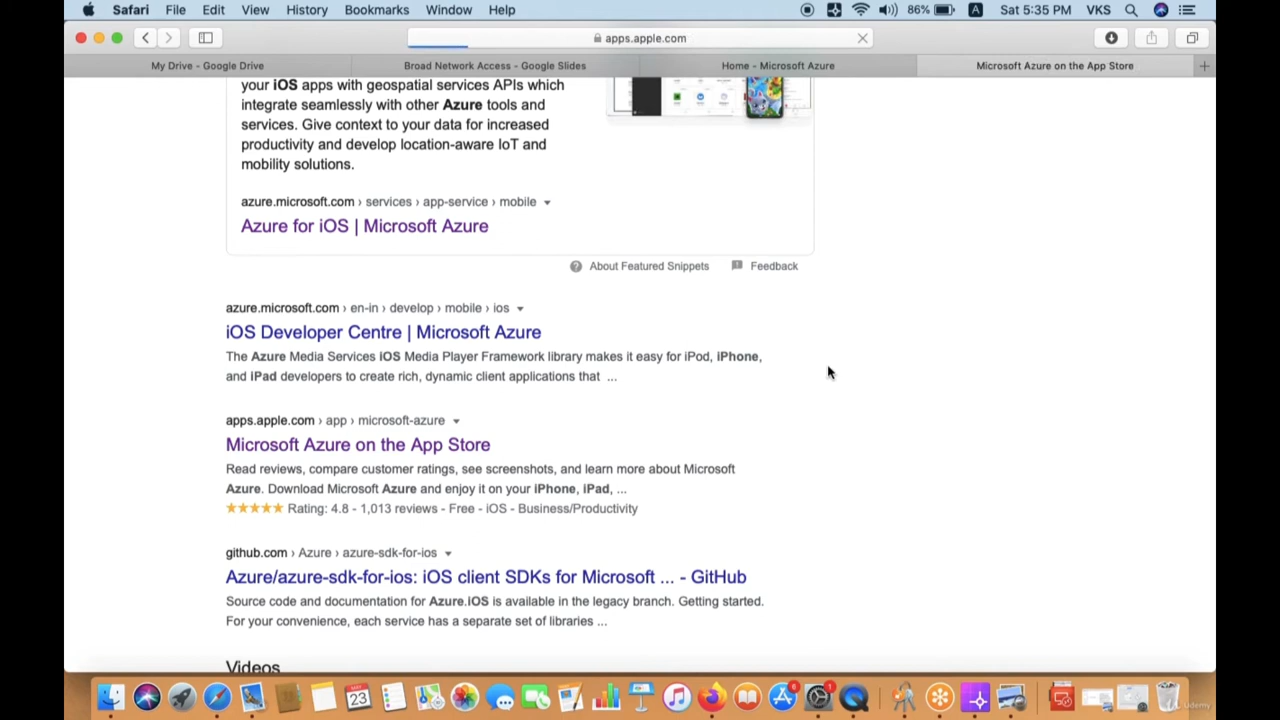 Safari File Edit View History Bookmarks Window Help 86% A Sat 5:35 PM VKS
apps.apple.com
My Drive - Google Drive Broad Network Access - Google Slides Home - Microsoft Azure Microsoft Azure on the App Store
your iOS apps with geospatial services APIs which
integrate seamlessly with other Azure tools and
services. Give context to your data for increased
productivity and develop location-aware IoT and
mobility solutions.
azure.microsoft.com › services › app-service › mobile
Azure for iOS | Microsoft Azure
About Featured Snippets Feedback
azure.microsoft.com › en-in › develop › mobile › ios
iOS Developer Centre | Microsoft Azure
The Azure Media Services iOS Media Player Framework library makes it easy for iPod, iPhone,
and iPad developers to create rich, dynamic client applications that ...
apps.apple.com › app › microsoft-azure
Microsoft Azure on the App Store
Read reviews, compare customer ratings, see screenshots, and learn more about Microsoft
Azure. Download Microsoft Azure and enjoy it on your iPhone, iPad, ...
Rating: 4.8 - 1,013 reviews - Free - iOS - Business/Productivity
github.com › Azure › azure-sdk-for-ios
Azure/azure-sdk-for-ios: iOS client SDKs for Microsoft ... - GitHub
Source code and documentation for Azure.iOS is available in the legacy branch. Getting started.
For your convenience, each service has a separate set of libraries ...
Videos
23
Udemy